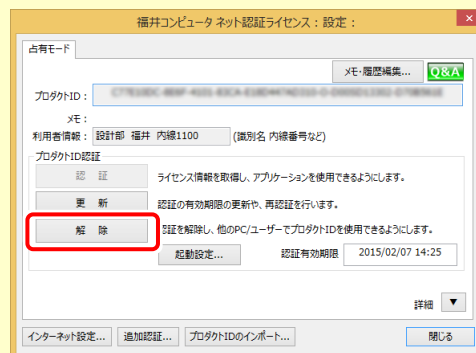 福井コンピュータ ネット認証ライセンス：設定：
占有モード
メモ・履歴編集... Q&A
プロダクトID：
メモ：
利用者情報： 設計部 福井 内線1100 (識別名 内線番号など)
プロダクトID認証
認 証 ライセンス情報を取得し、アプリケーションを使用できるようにします。
更 新 認証の有効期限の更新や、再認証を行います。
解 除 認証を解除し、他のPC/ユーザーでプロダクトIDを使用できるようにします。
起動設定... 認証有効期限 2015/02/07 14:25
詳細 ▼
インターネット設定... 追加認証... プロダクトIDのインポート... 閉じる